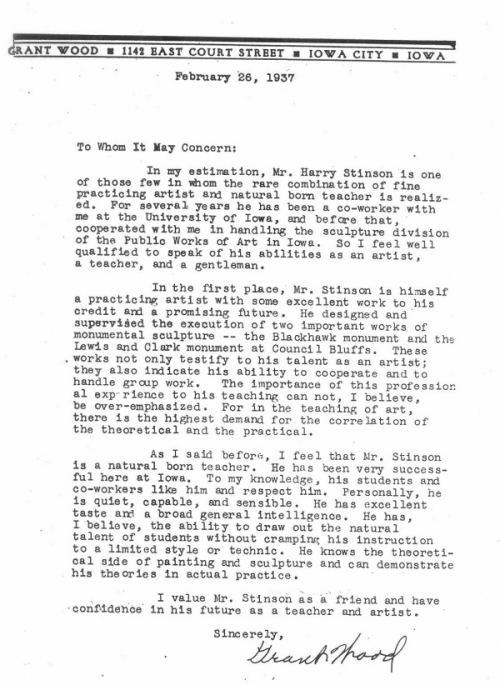 GRANT WOOD ■ 1142 EAST COURT STREET ■ IOWA CITY ■ IOWA
February 26, 1937
To Whom It May Concern:
In my estimation, Mr. Harry Stinson is one
of those few in whom the rare combination of fine
practicing artist and natural born teacher is realiz-
ed. For several years he has been a co-worker with
me at the University of Iowa, and before that,
cooperated with me in handling the sculpture division
of the Public Works of Art in Iowa. So I feel well
qualified to speak of his abilities as an artist,
a teacher, and a gentleman.
In the first place, Mr. Stinson is himself
a practicing artist with some excellent work to his
credit and a promising future. He designed and
supervised the execution of two important works of
monumental sculpture -- the Blackhawk monument and the
Lewis and Clark monument at Council Bluffs. These
works not only testify to his talent as an artist;
they also indicate his ability to cooperate and to
handle group work. The importance of this profession
al exp rience to his teaching can not, I believe,
be over-emphasized. For in the teaching of art,
there is the highest demand for the correlation of
the theoretical and the practical.
As I said before, I feel that Mr. Stinson
is a natural born teacher. He has been very success-
ful here at Iowa. To my knowledge, his students and
co-workers like him and respect him. Personally, he
is quiet, capable, and sensible. He has excellent
taste and a broad general intelligence. He has,
I believe, the ability to draw out the natural
talent of students without cramping his instruction
to a limited style or technic. He knows the theoreti-
cal side of painting and sculpture and can demonstrate
his theories in actual practice.
I value Mr. Stinson as a friend and have
confidence in his future as a teacher and artist.
Sincerely,
Grant Wood